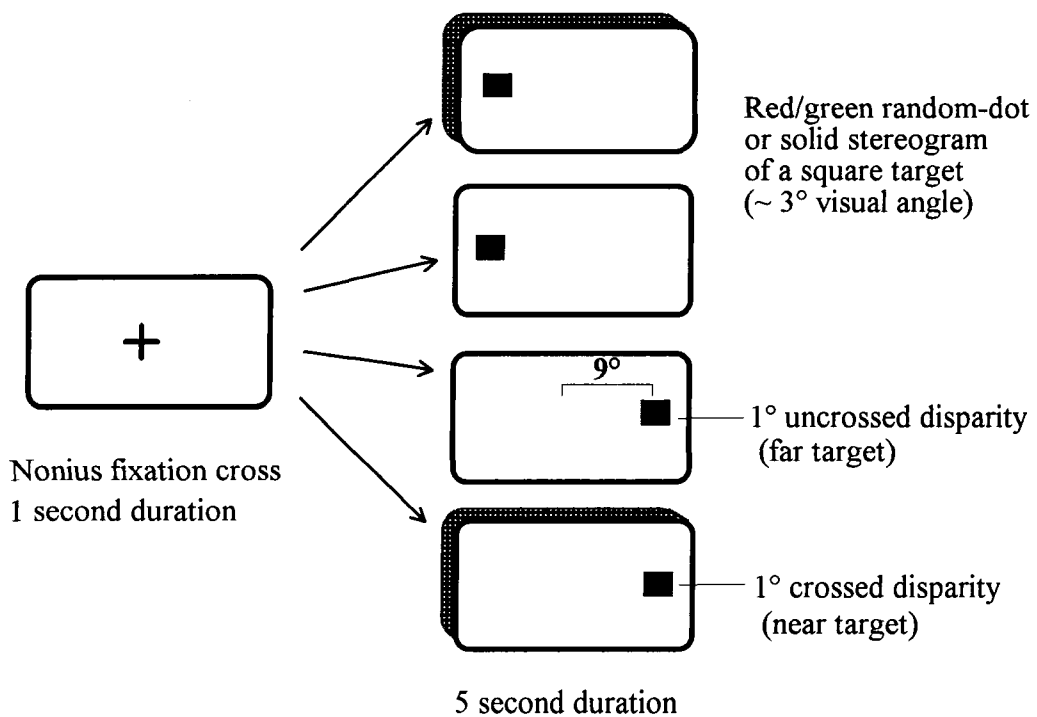 Red/green random-dot
or solid stereogram
of a square target
(~ 3° visual angle)
9°
1° uncrossed disparity
(far target)
Nonius fixation cross
1 second duration
1° crossed disparity
(near target)
5 second duration